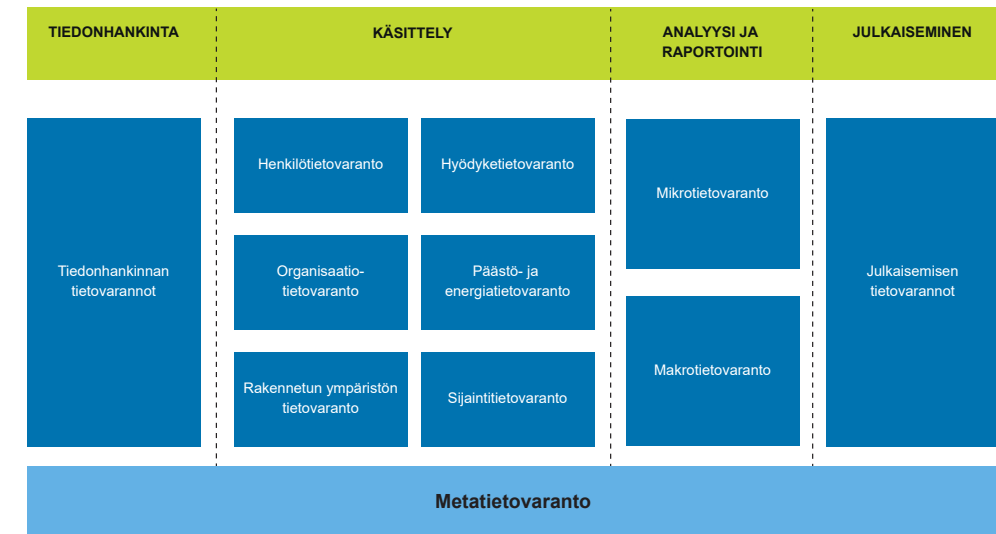 TIEDONHANKINTA
KÄSITTELY
ANALYYSI JA
RAPORTOINTI
JULKAISEMINEN
Tiedonhankinnan
tietovarannot
Henkilötietovaranto
Hyödyketietovaranto
Organisaatio-
tietovaranto
Päästö- ja
energiatietovaranto
Rakennetun ympäristön
tietovaranto
Sijaintitietovaranto
Mikrotietovaranto
Makrotietovaranto
Julkaisemisen
tietovarannot
Metatietovaranto